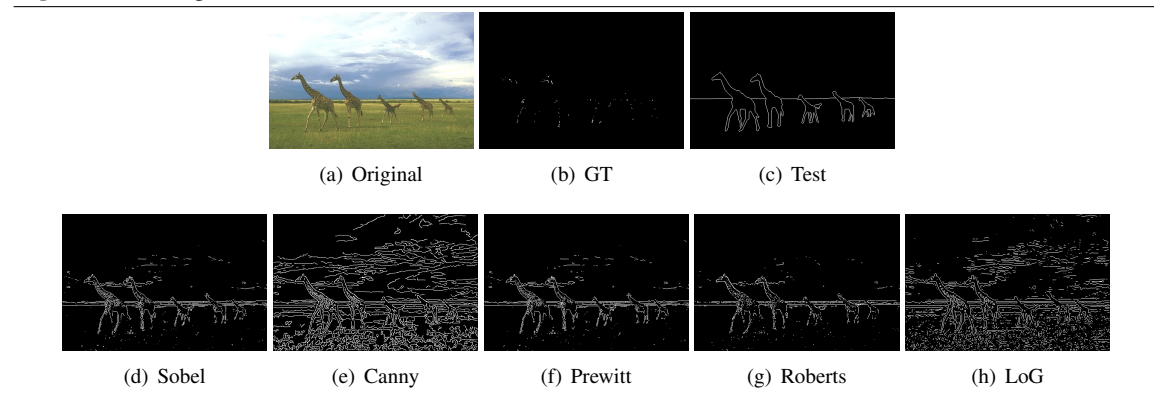 (a) Original
(b) GT
(c) Test
(d) Sobel
(e) Canny
(f) Prewitt
(g) Roberts
(h) LoG